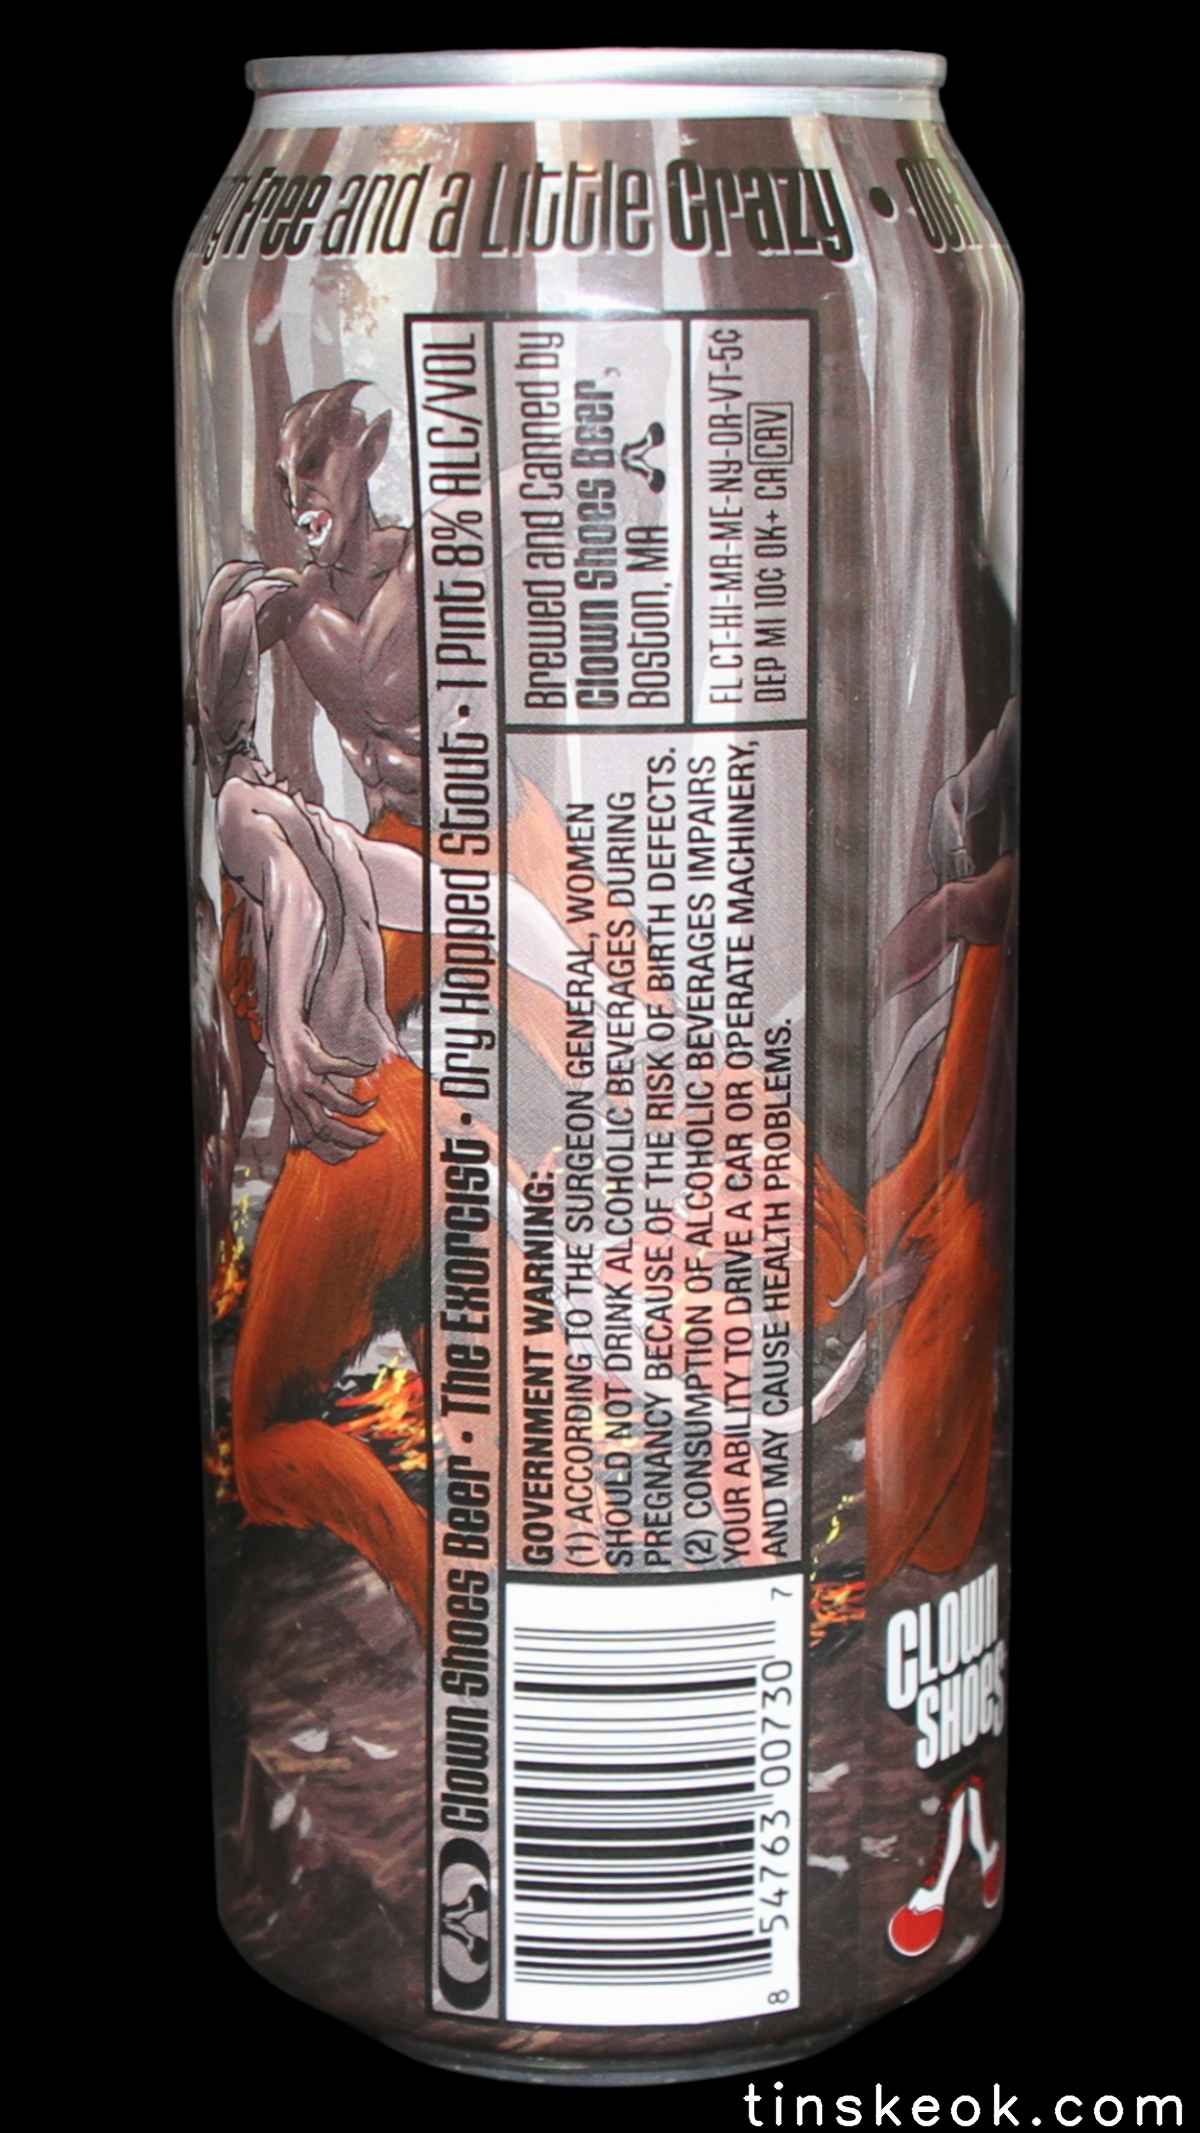 Free and a Little Crazy • OUR
Clown Shoes Beer • The Exorcist • Dry Hopped Stout • 1 Pint 8% ALC/VOL
Brewed and Canned by
Clown Shoes Beer,
Boston, MA
FL CT-HI-MA-ME-NY-OR-VT-5¢
DEP MI 10¢ OK+ CA CRV
GOVERNMENT WARNING:
(1) ACCORDING TO THE SURGEON GENERAL, WOMEN
SHOULD NOT DRINK ALCOHOLIC BEVERAGES DURING
PREGNANCY BECAUSE OF THE RISK OF BIRTH DEFECTS.
(2) CONSUMPTION OF ALCOHOLIC BEVERAGES IMPAIRS
YOUR ABILITY TO DRIVE A CAR OR OPERATE MACHINERY,
AND MAY CAUSE HEALTH PROBLEMS.
8 54763 00730 7
CLOWN
SHOES
tinskeok.com